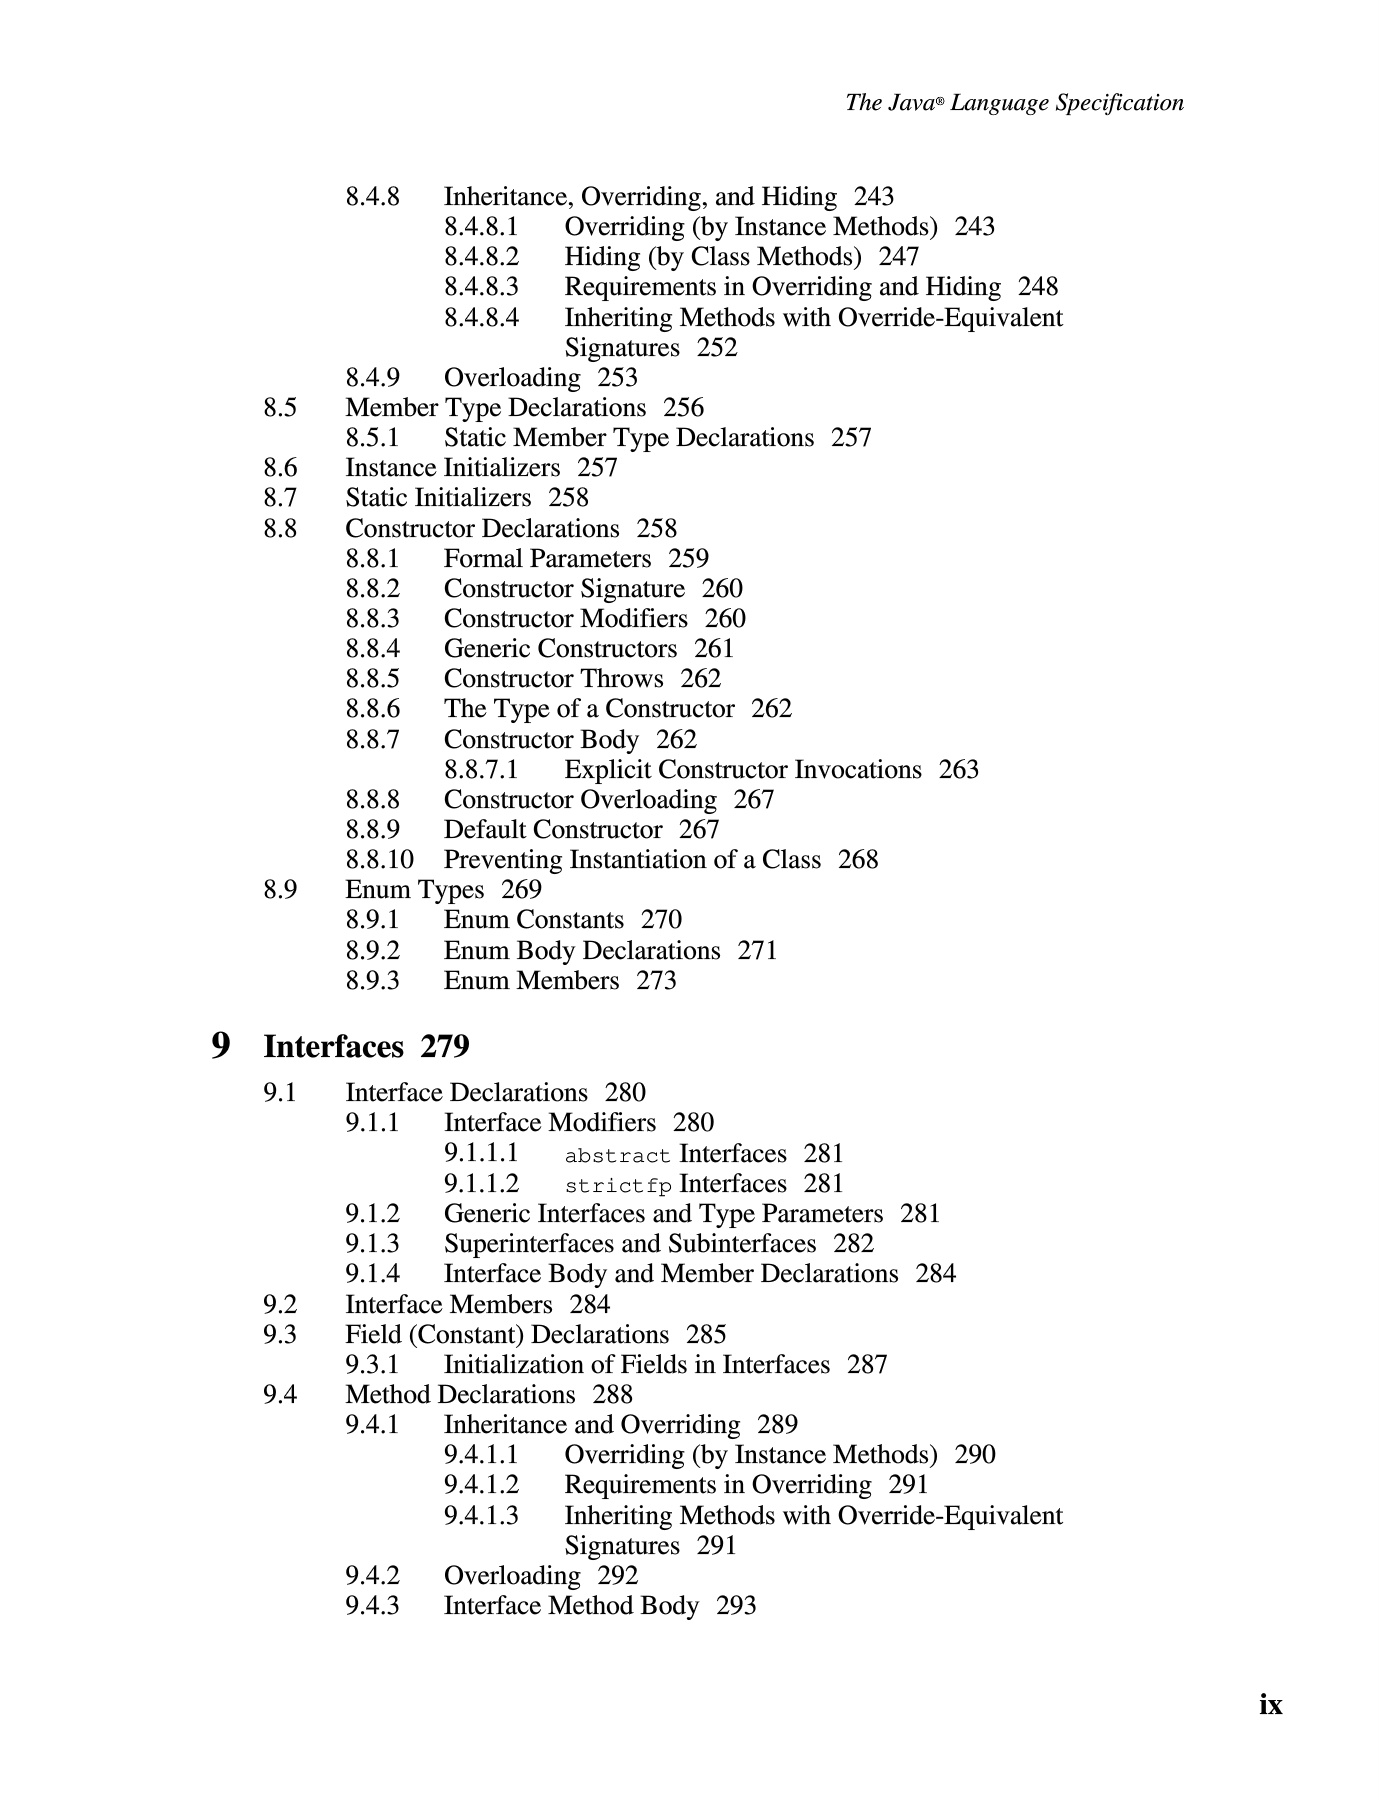 The Java® Language Specification
8.4.8 Inheritance, Overriding, and Hiding 243
8.4.8.1 Overriding (by Instance Methods) 243
8.4.8.2 Hiding (by Class Methods) 247
8.4.8.3 Requirements in Overriding and Hiding 248
8.4.8.4 Inheriting Methods with Override-Equivalent
Signatures 252
8.4.9 Overloading 253
8.5 Member Type Declarations 256
8.5.1 Static Member Type Declarations 257
8.6 Instance Initializers 257
8.7 Static Initializers 258
8.8 Constructor Declarations 258
8.8.1 Formal Parameters 259
8.8.2 Constructor Signature 260
8.8.3 Constructor Modifiers 260
8.8.4 Generic Constructors 261
8.8.5 Constructor Throws 262
8.8.6 The Type of a Constructor 262
8.8.7 Constructor Body 262
8.8.7.1 Explicit Constructor Invocations 263
8.8.8 Constructor Overloading 267
8.8.9 Default Constructor 267
8.8.10 Preventing Instantiation of a Class 268
8.9 Enum Types 269
8.9.1 Enum Constants 270
8.9.2 Enum Body Declarations 271
8.9.3 Enum Members 273
9 Interfaces 279
9.1 Interface Declarations 280
9.1.1 Interface Modifiers 280
9.1.1.1 abstract Interfaces 281
9.1.1.2 strictfp Interfaces 281
9.1.2 Generic Interfaces and Type Parameters 281
9.1.3 Superinterfaces and Subinterfaces 282
9.1.4 Interface Body and Member Declarations 284
9.2 Interface Members 284
9.3 Field (Constant) Declarations 285
9.3.1 Initialization of Fields in Interfaces 287
9.4 Method Declarations 288
9.4.1 Inheritance and Overriding 289
9.4.1.1 Overriding (by Instance Methods) 290
9.4.1.2 Requirements in Overriding 291
9.4.1.3 Inheriting Methods with Override-Equivalent
Signatures 291
9.4.2 Overloading 292
9.4.3 Interface Method Body 293
ix